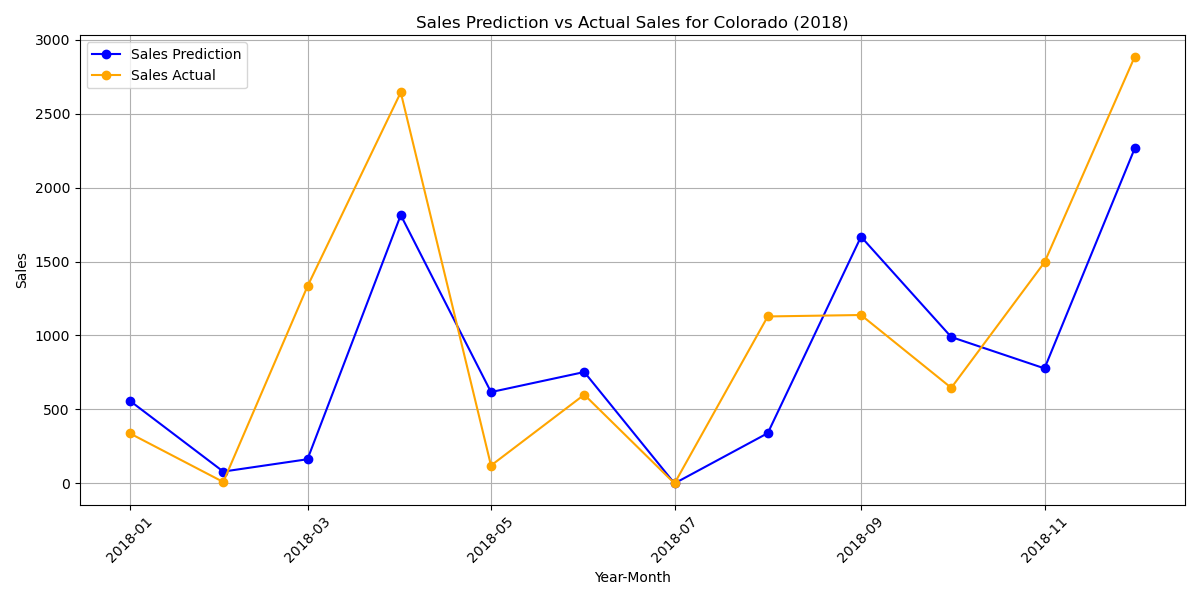 Sales Prediction vs Actual Sales for Colorado (2018)
Sales Prediction
Sales Actual
3000
2500
2000
1500
1000
500
0
Sales
2018-01
2018-03
2018-05
2018-07
2018-09
2018-11
Year-Month